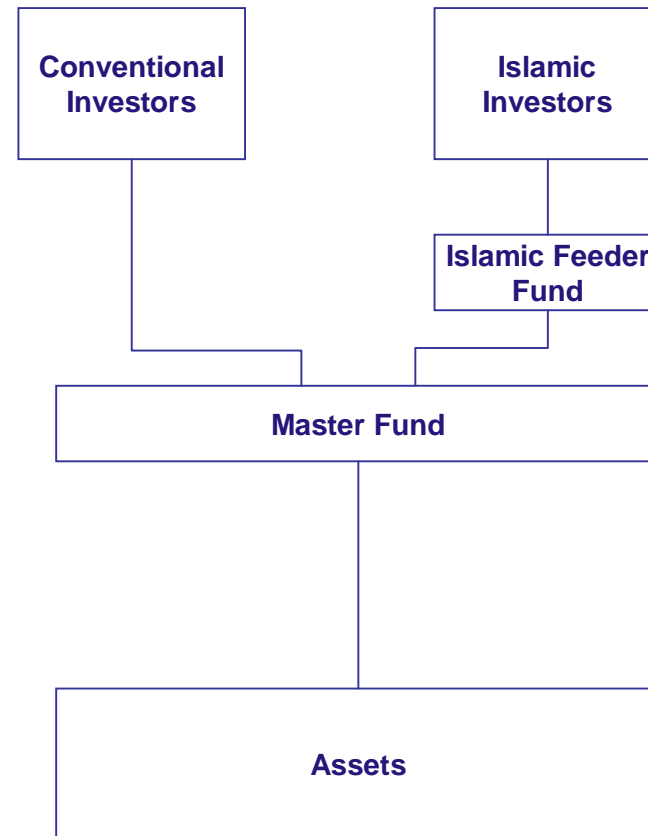 Conventional
Investors
Islamic
Investors
Islamic Feeder
Fund
Master Fund
Assets